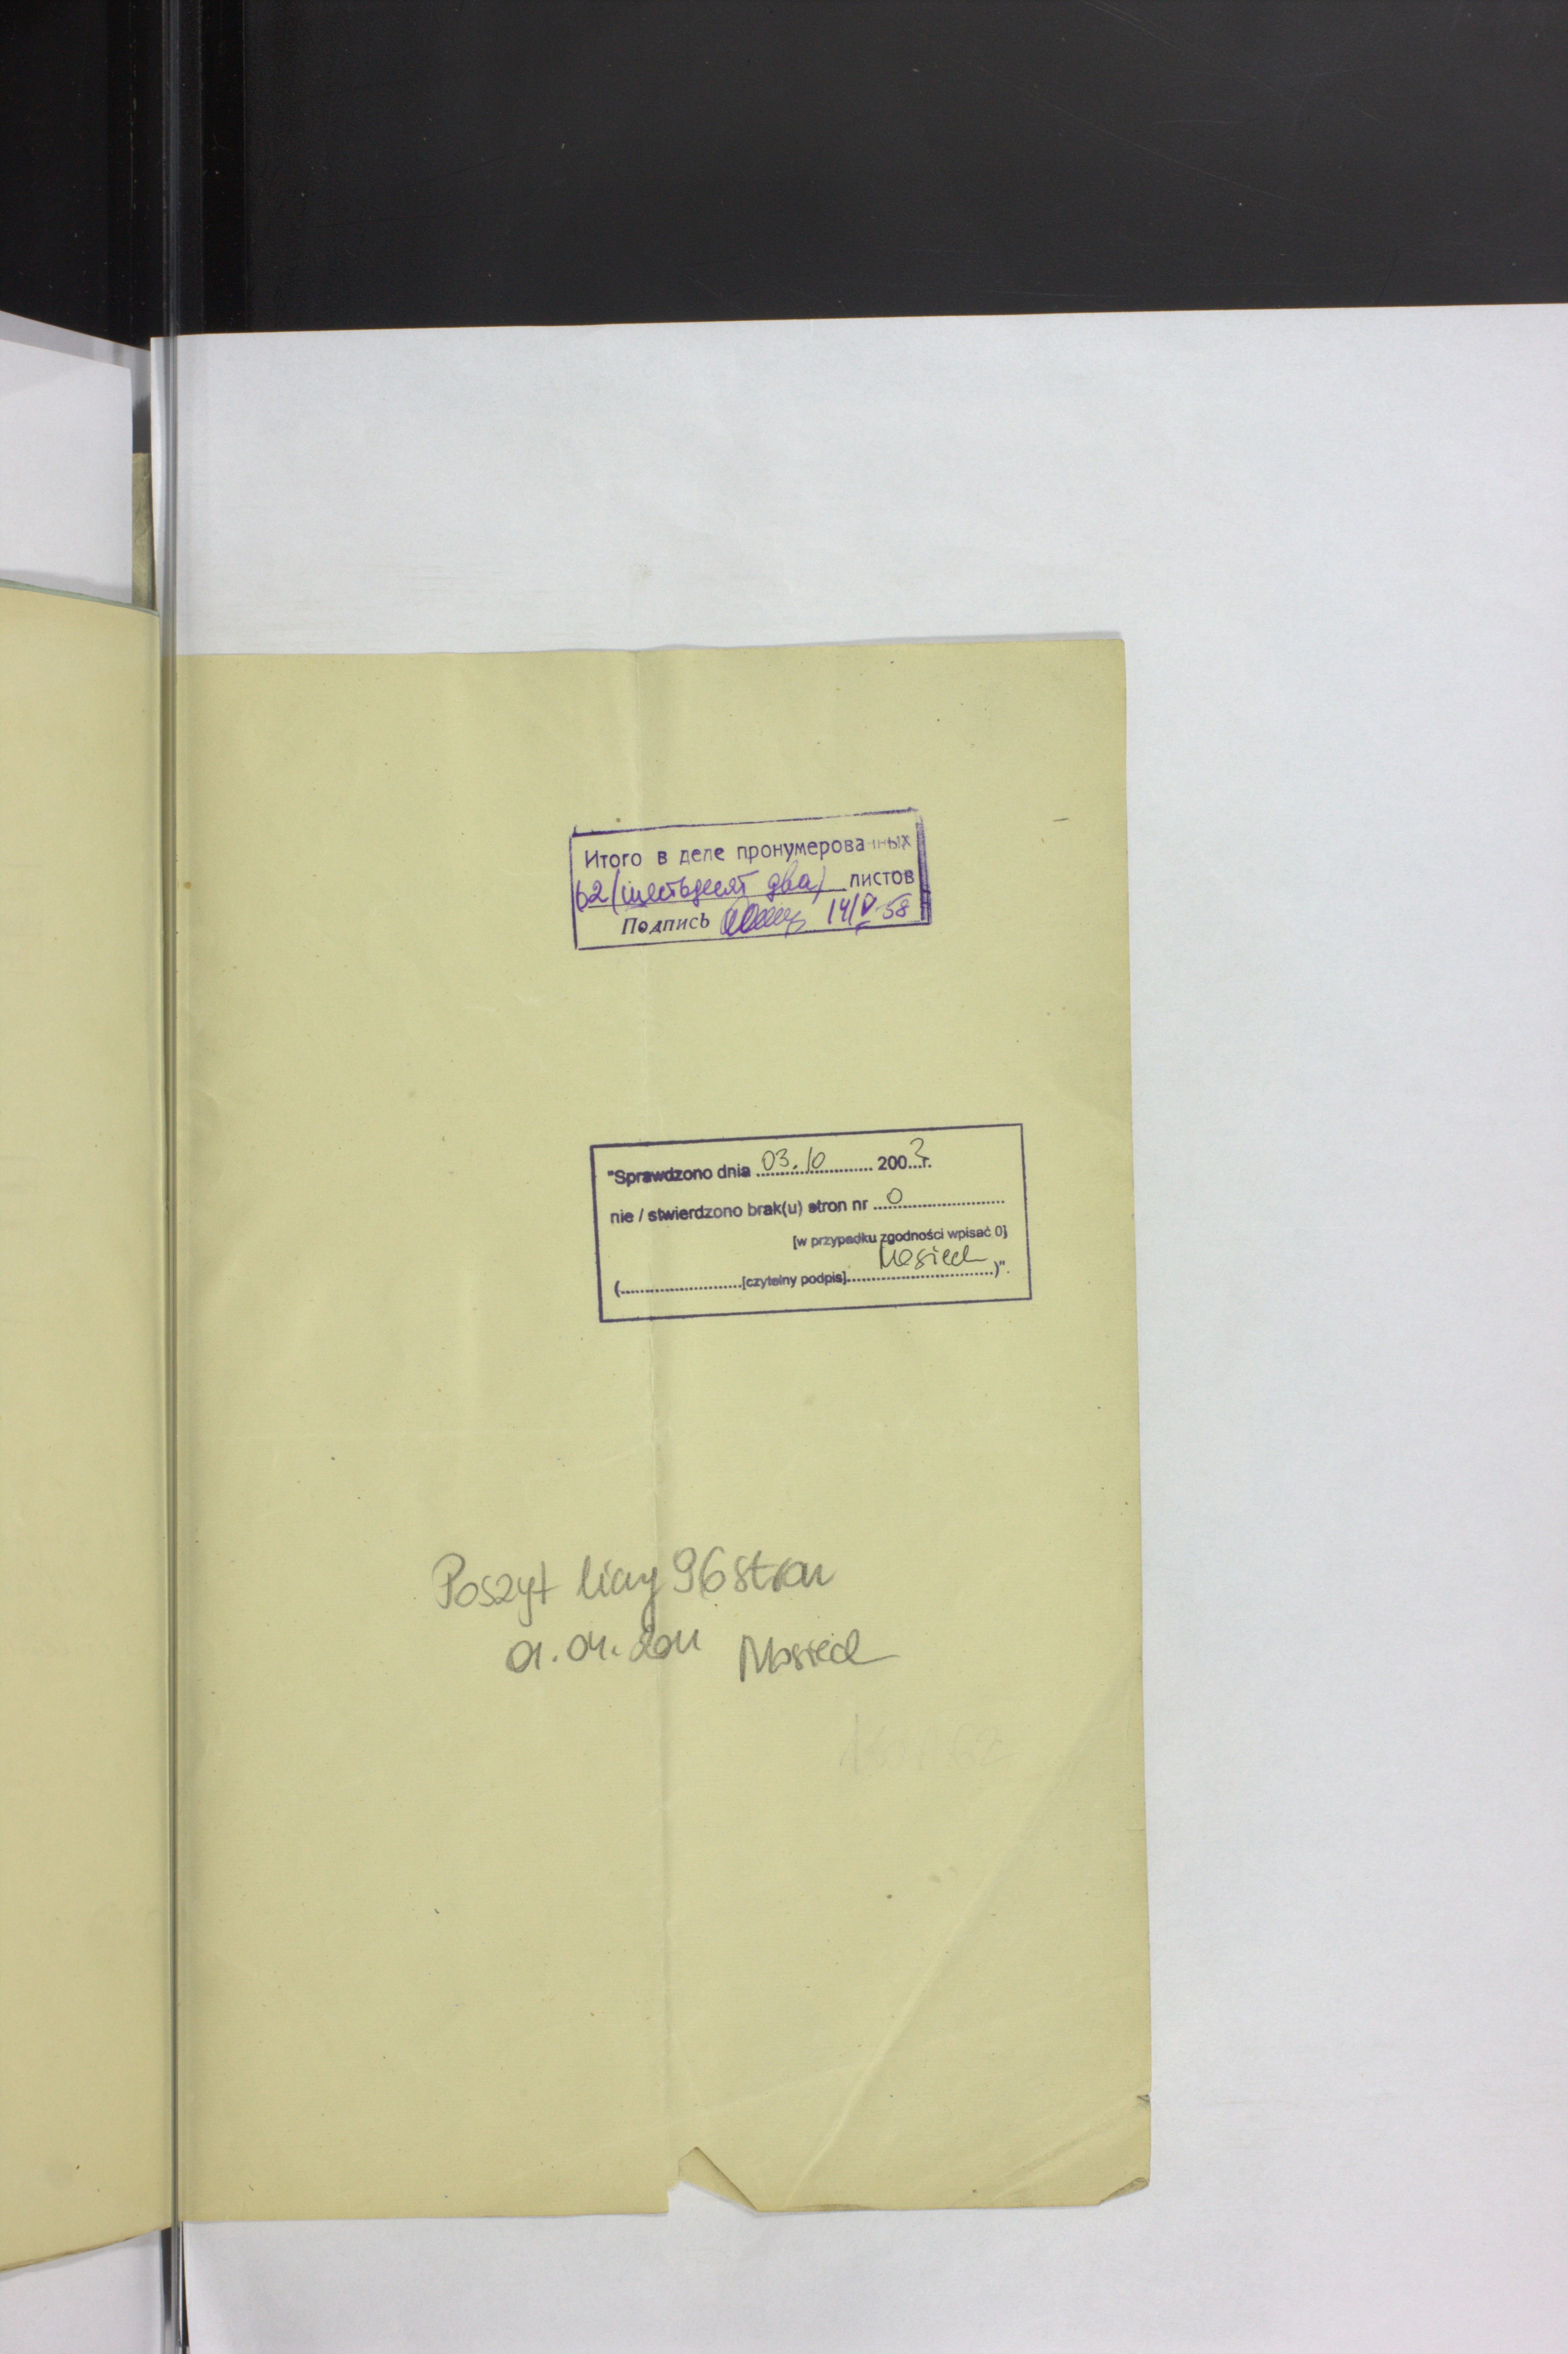 Итого в деле пронумерованных
62 (шестьдесят два) листов
Подпись 14/V-58
"Sprawdzono dnia 03.10 2003r.
nie / stwierdzono brak(u) stron nr 0
[w przypadku zgodności wpisać 0]
(..........[czytelny podpis]..........)".
Poszyt liczy 96 stron
01.04.2011